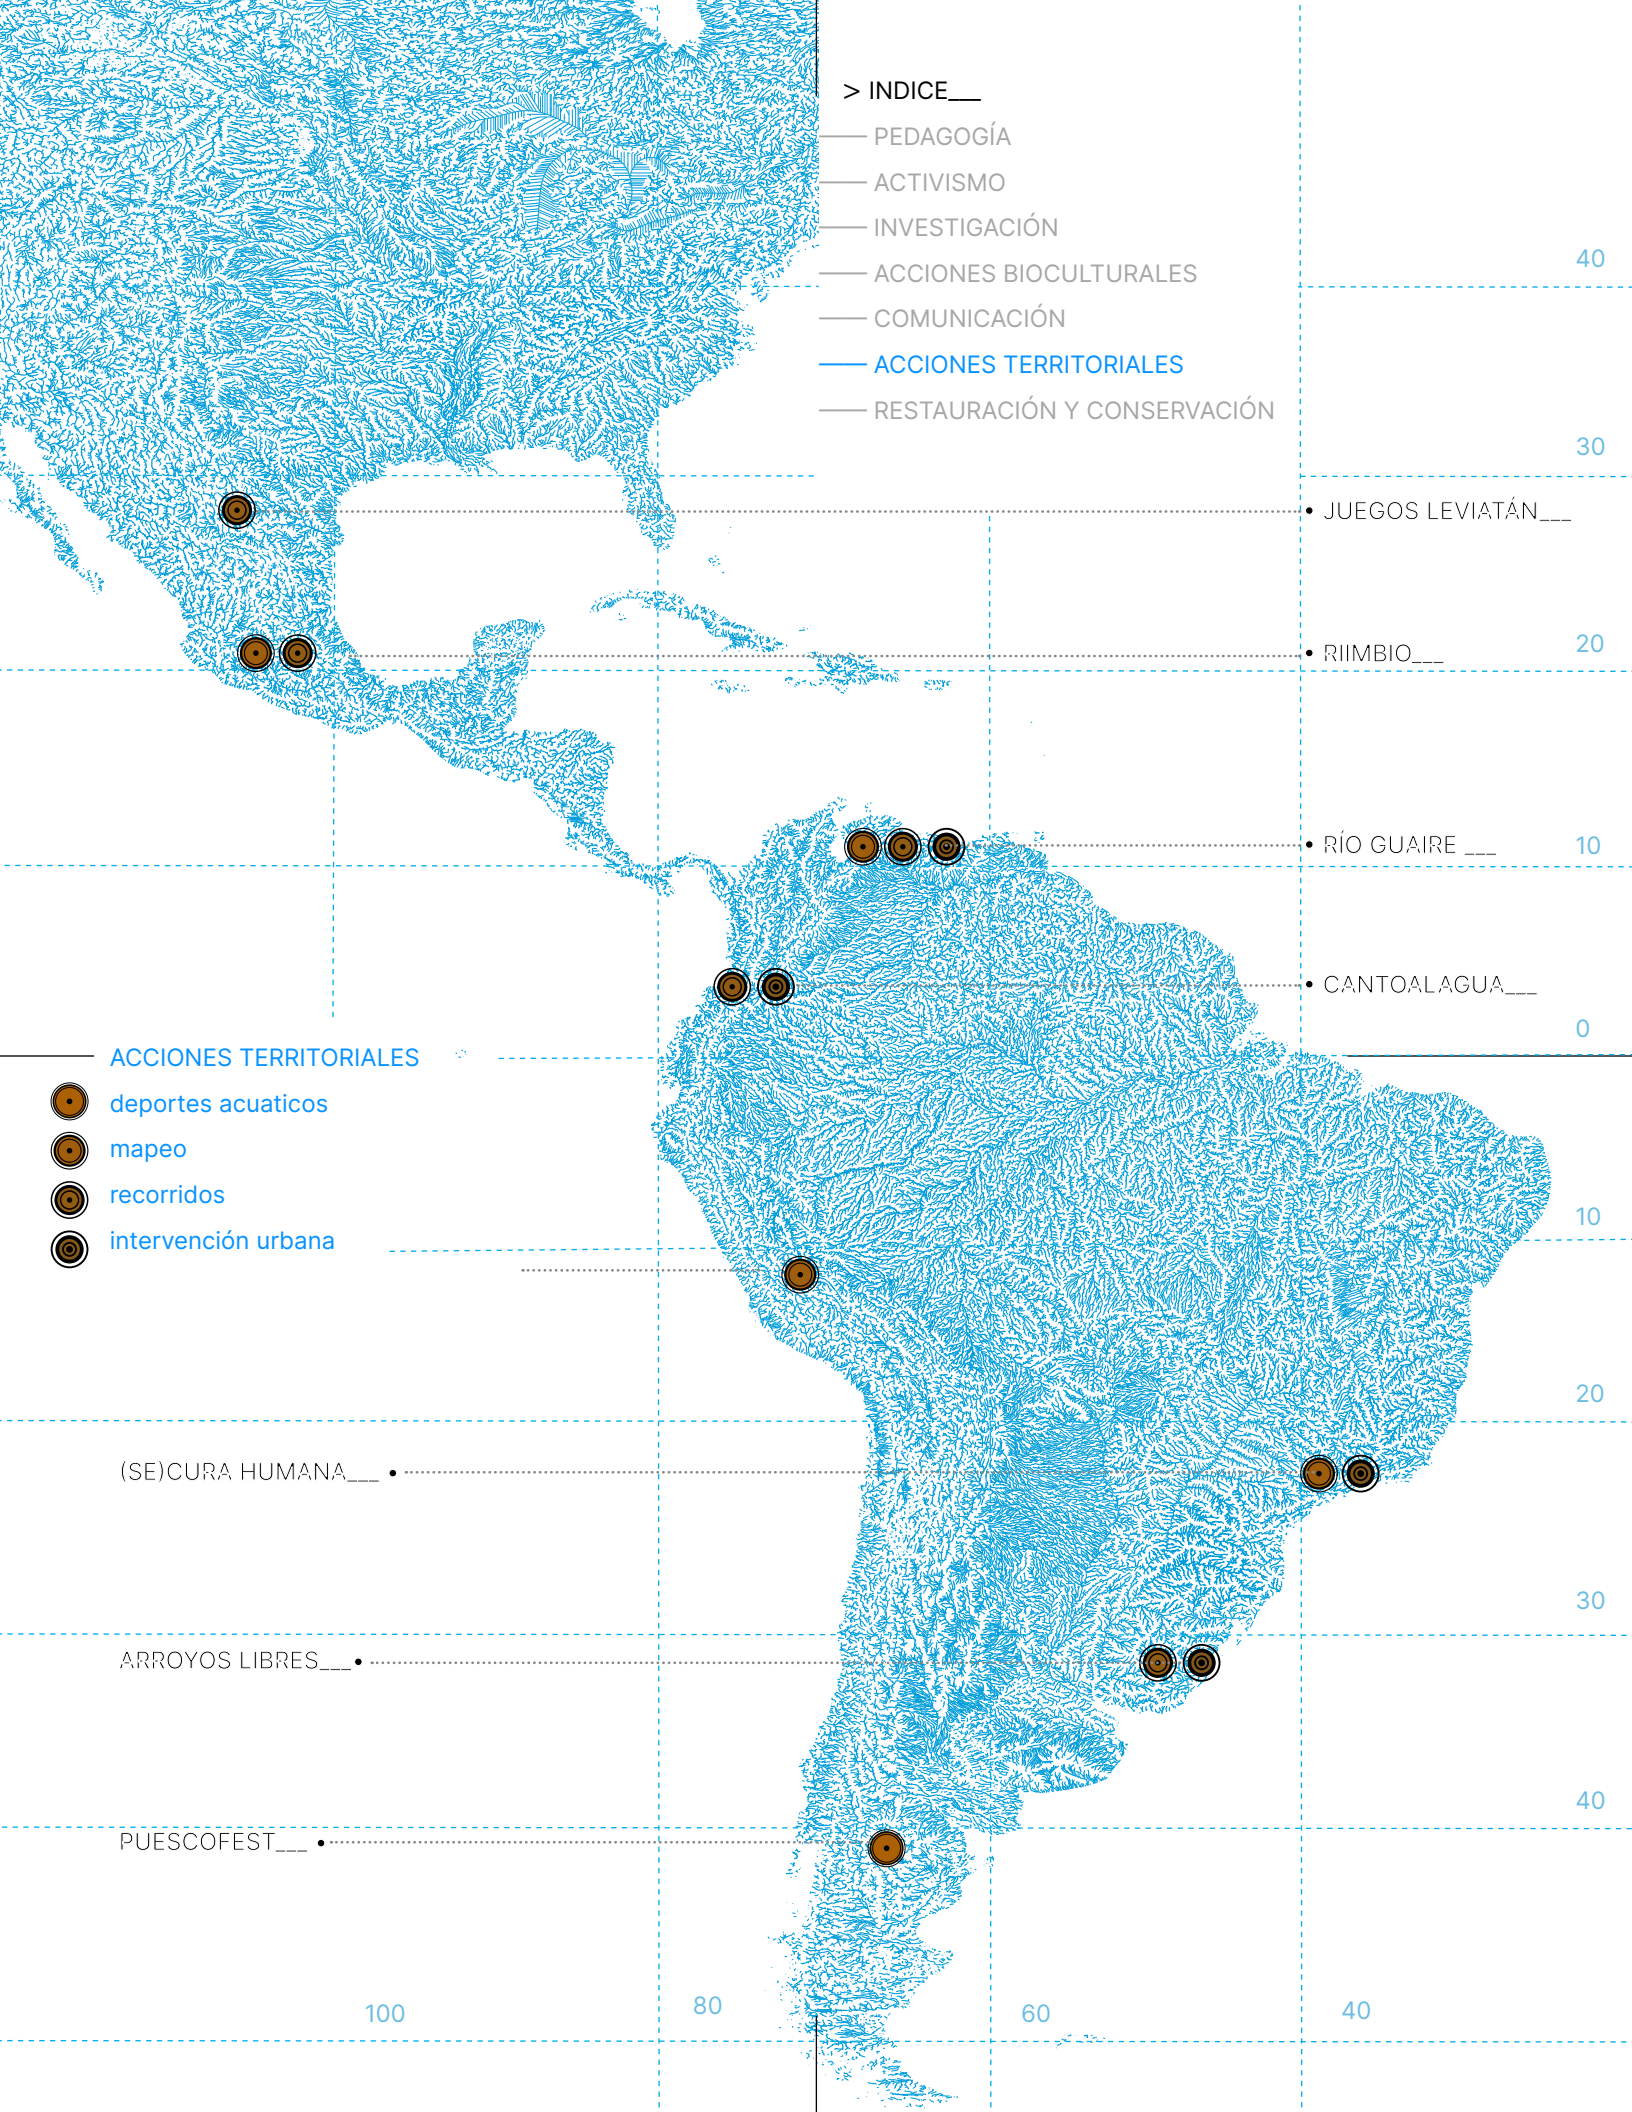 > INDICE___
PEDAGOGÍA
ACTIVISMO
INVESTIGACIÓN
ACCIONES BIOCULTURALES
COMUNICACIÓN
ACCIONES TERRITORIALES
RESTAURACIÓN Y CONSERVACIÓN
40
30
JUEGOS LEVIATÁN___
20
RIIMBIO___
RÍO GUAIRE ___
10
CANTOALAGUA___
0
ACCIONES TERRITORIALES
deportes acuaticos
mapeo
recorridos
intervención urbana
10
20
(SE)CURA HUMANA___
30
ARROYOS LIBRES___
40
PUESCOFEST___
100
80
60
40